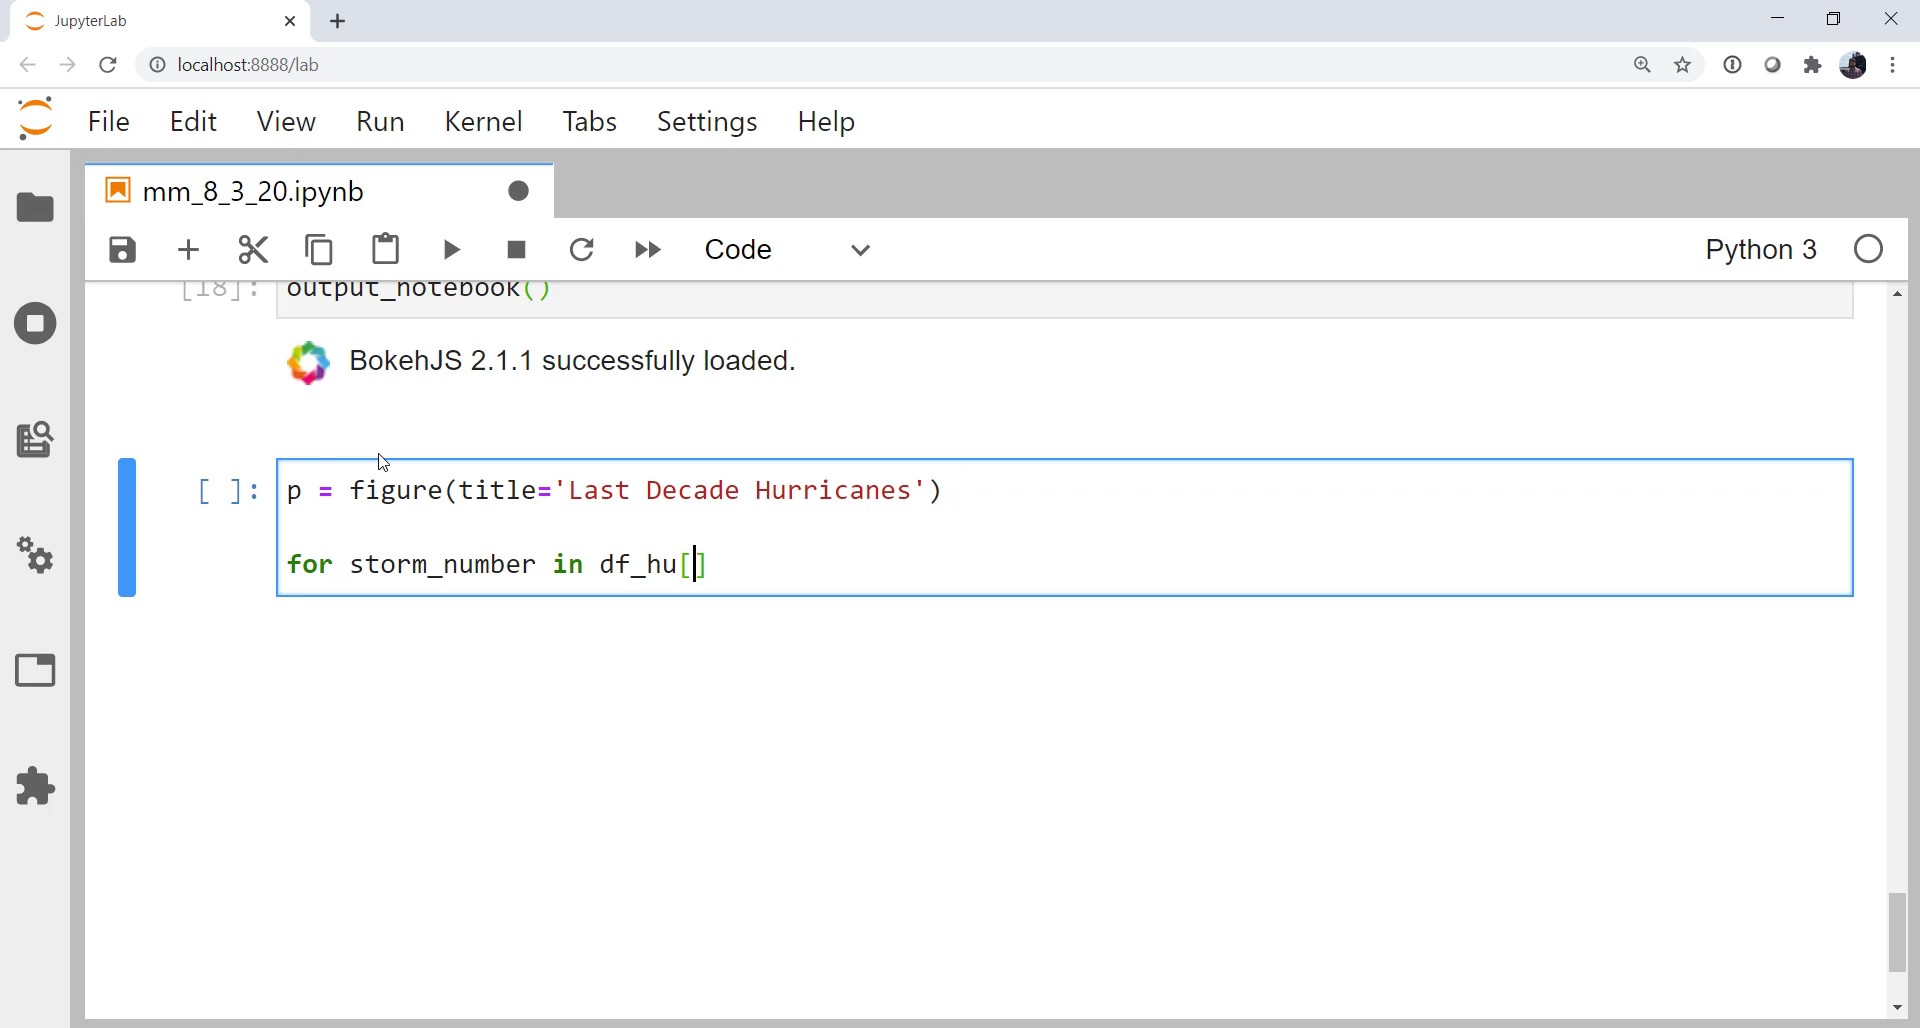 JupyterLab
localhost:8888/lab
File Edit View Run Kernel Tabs Settings Help
mm_8_3_20.ipynb
Code
Python 3
[18]: output_notebook()
BokehJS 2.1.1 successfully loaded.
[ ]: p = figure(title='Last Decade Hurricanes')
for storm_number in df_hu[]